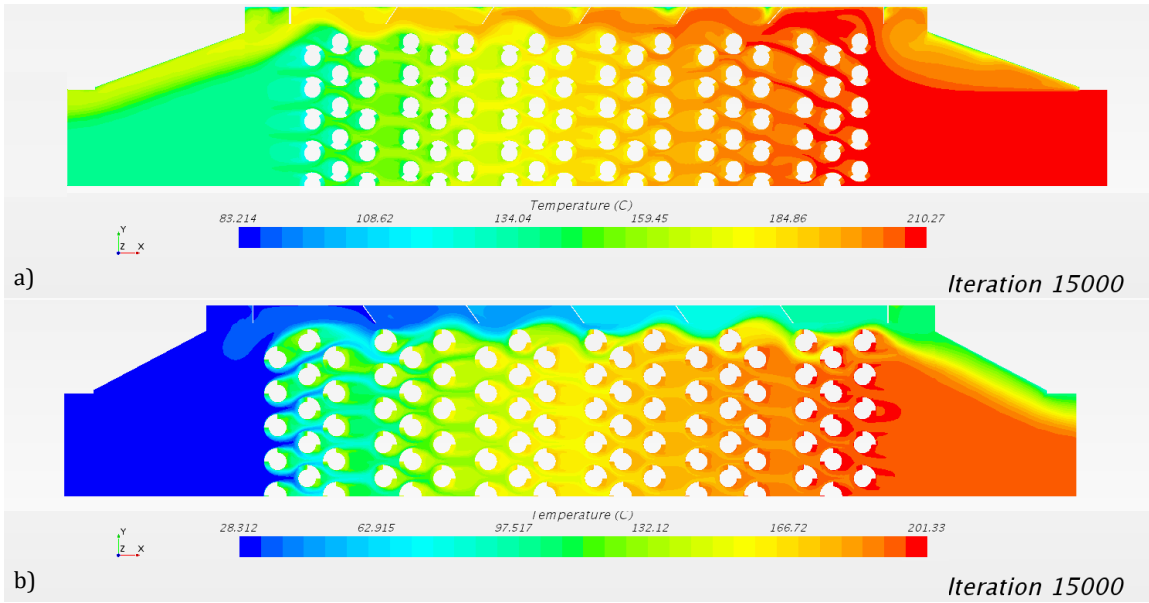 Temperature (C)
83.214 108.62 134.04 159.45 184.86 210.27
Y
Z X
a)
Iteration 15000
Temperature (C)
28.312 62.915 97.517 132.12 166.72 201.33
Y
Z X
b)
Iteration 15000